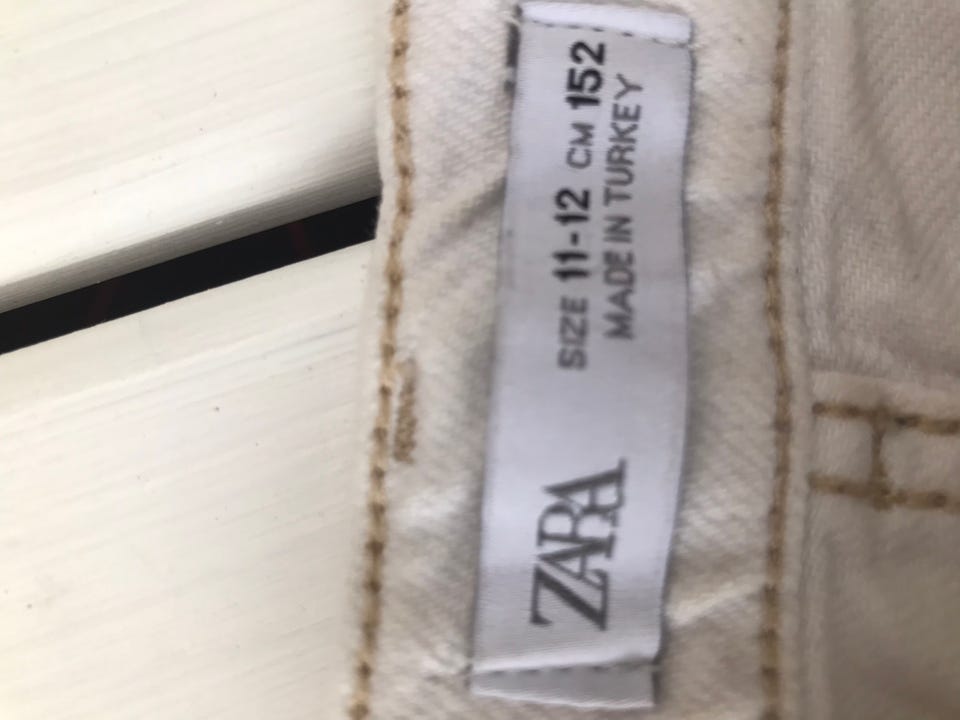 ZARA
SIZE 11-12 CM 152
MADE IN TURKEY